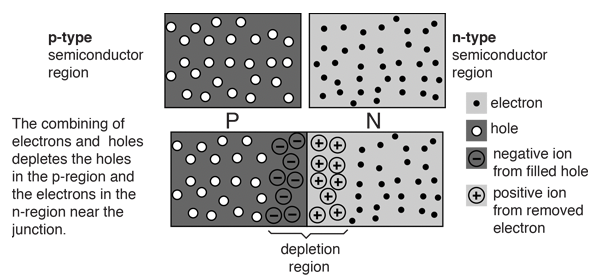 p-type
semiconductor
region
n-type
semiconductor
region
P
N
electron
hole
negative ion
from filled hole
positive ion
from removed
electron
The combining of
electrons and holes
depletes the holes
in the p-region and
the electrons in the
n-region near the
junction.
depletion
region